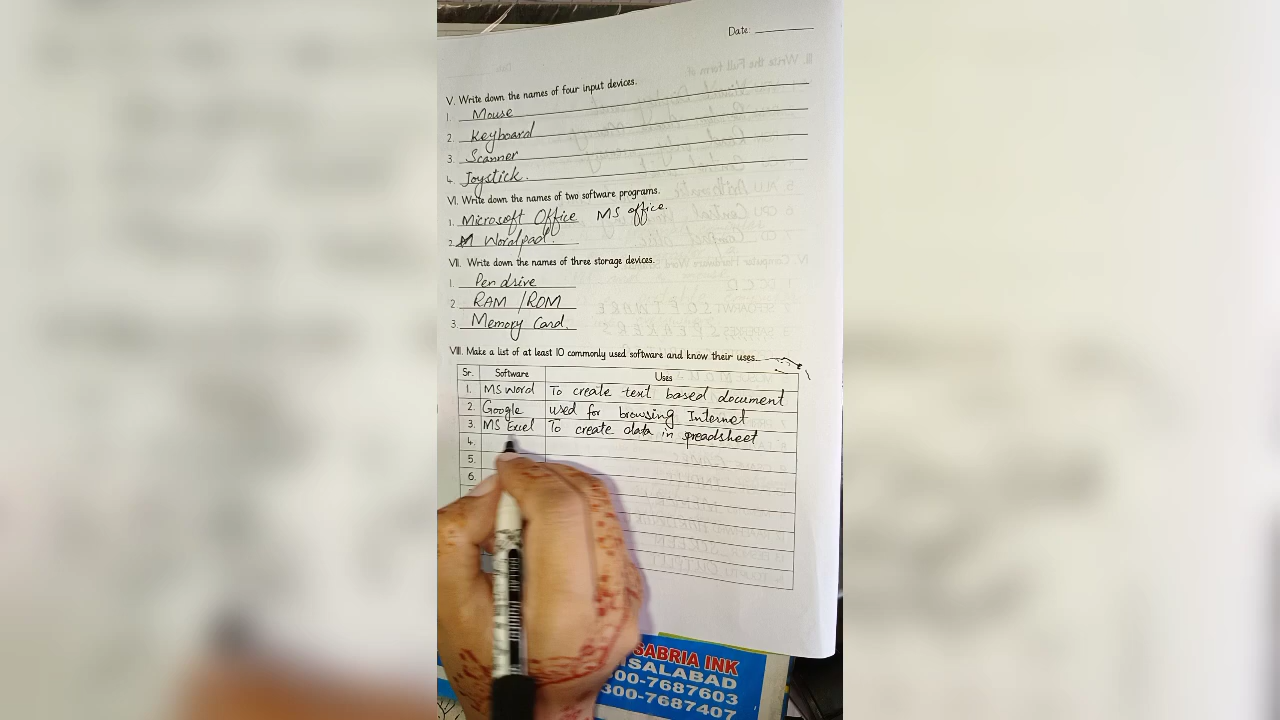 Date:
V. Write down the names of four input devices.
1. Mouse
2. Keyboard
3. Scanner
4. Joystick.
VI. Write down the names of two software programs.
1. Microsoft Office MS office.
2. Wordpad.
VII. Write down the names of three storage devices.
1. Pen drive
2. RAM / ROM
3. Memory Card.
VIII. Make a list of at least 10 commonly used software and know their uses.
Sr. Software Uses
1. MS Word To create text based document
2. Google used for browsing Internet
3. MS Excel To create data in spreadsheet
4.
5.
6.
SABRIA INK
ISALABAD
00-7687603
300-7687407